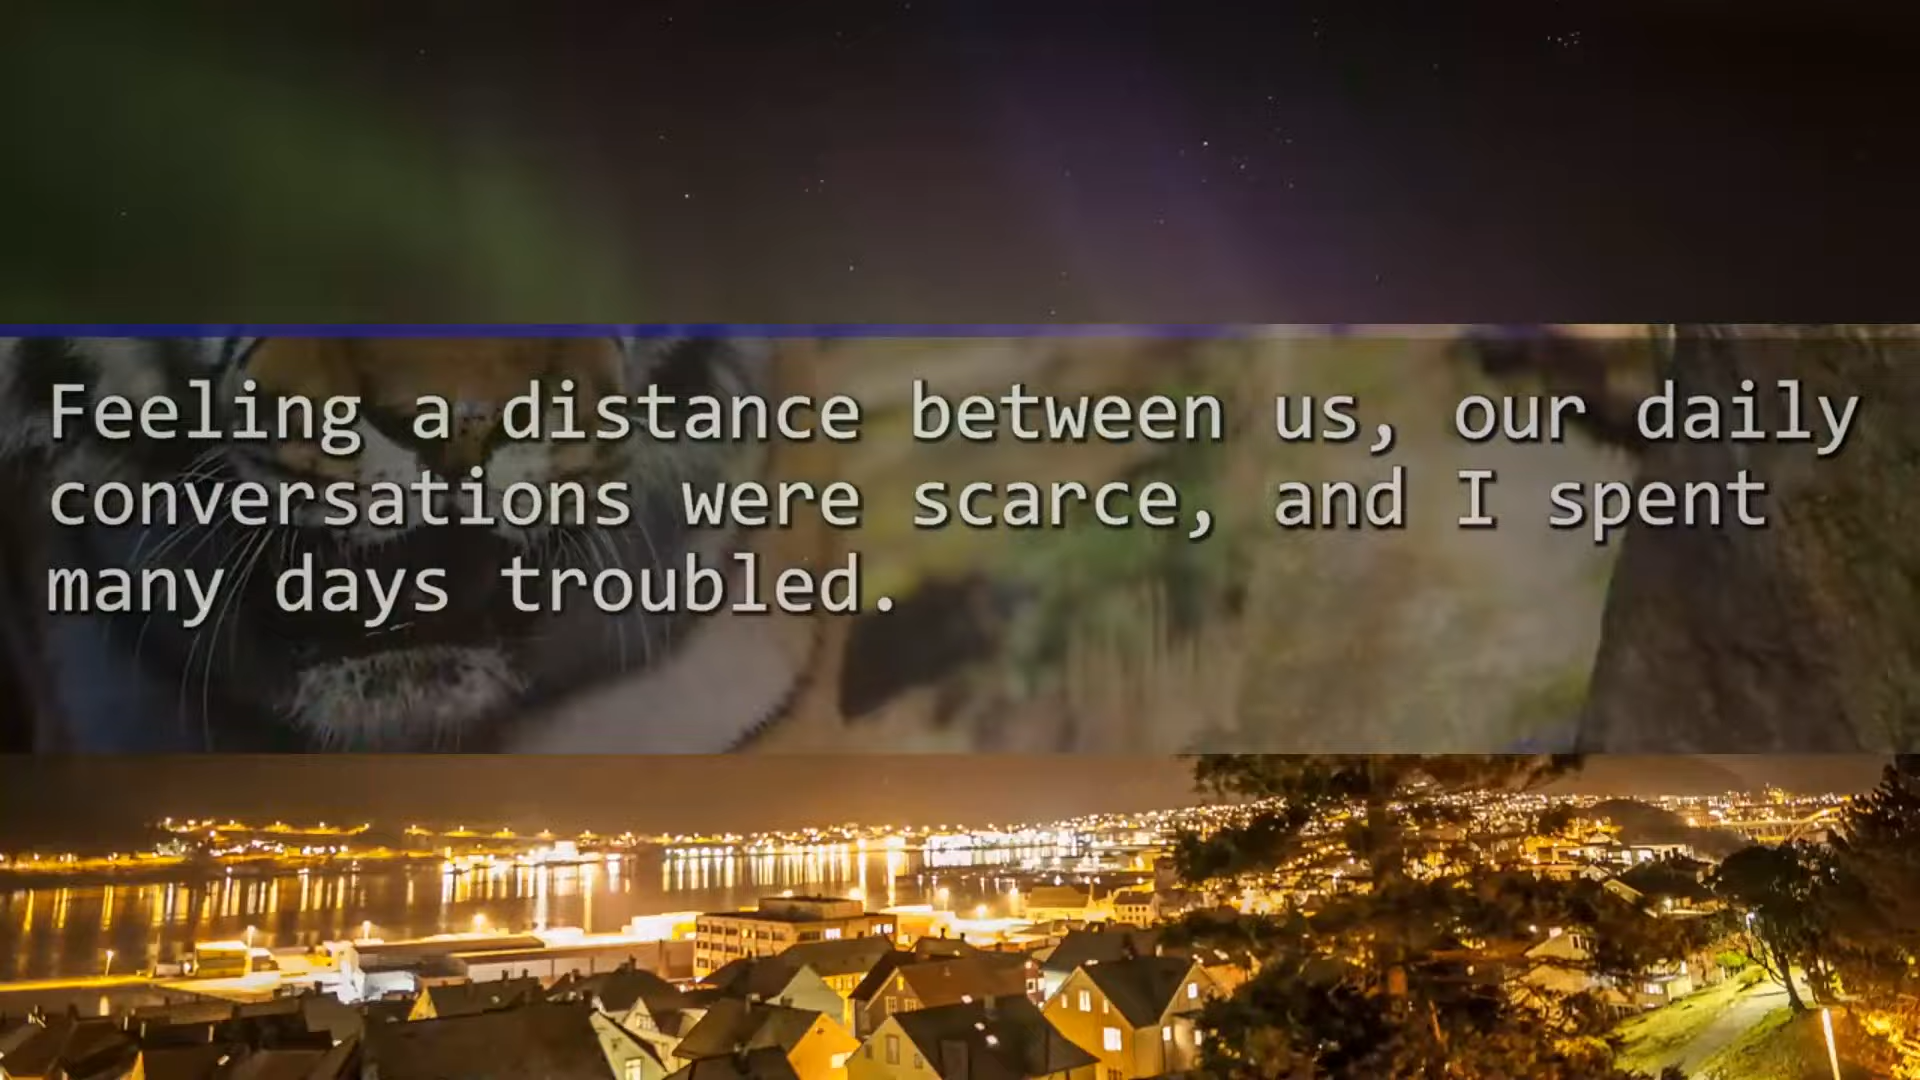 Feeling a distance between us, our daily
conversations were scarce, and I spent
many days troubled.